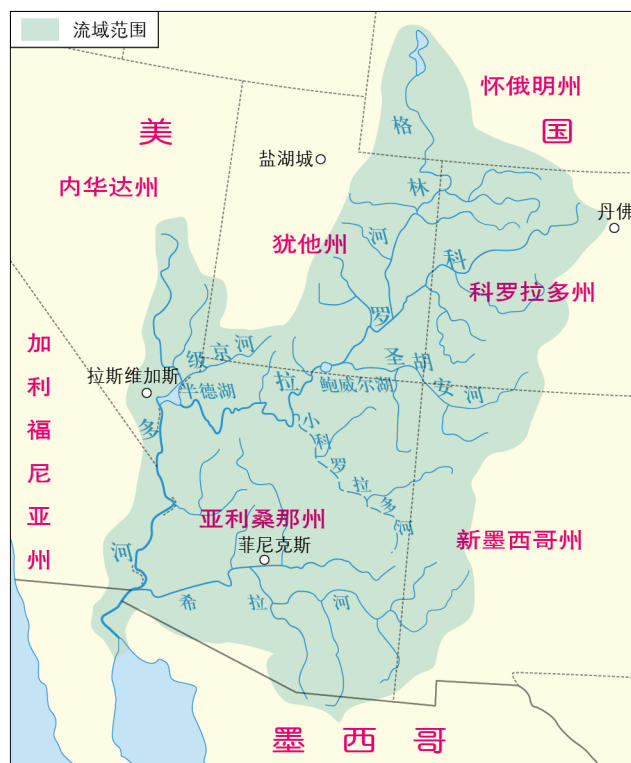 流域范围
美国
怀俄明州
格林河
盐湖城
内华达州
丹佛
犹他州
科罗拉多州
科罗拉多河
加利福尼亚州
级京河
圣胡安河
拉斯维加斯
半德湖
鲍威尔湖
小科罗拉多河
亚利桑那州
菲尼克斯
新墨西哥州
希拉河
墨西哥